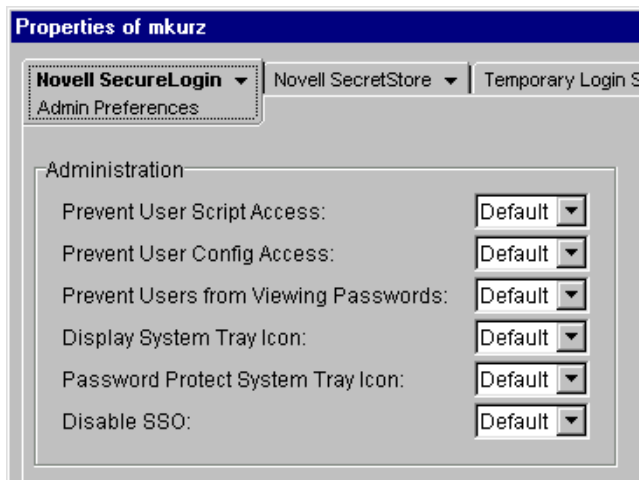 Properties of mkurz
Novell SecureLogin Novell SecretStore Temporary Login S
Admin Preferences
Administration
Prevent User Script Access: Default
Prevent User Config Access: Default
Prevent Users from Viewing Passwords: Default
Display System Tray Icon: Default
Password Protect System Tray Icon: Default
Disable SSO: Default